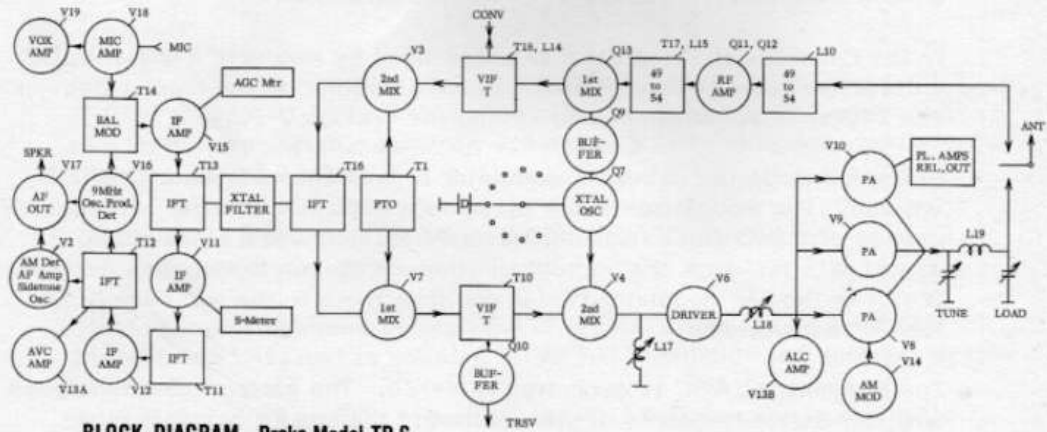 V19
VOX AMP
V18
MIC AMP
MIC
T14
BAL MOD
IF AMP
V15
AGC Mtr
SPKR
V17
AF OUT
V16
9MHz Osc, Prod, Det
T13
IFT
XTAL FILTER
T16
IFT
T1
PTO
V2
AM Det AF Amp Sidetone Osc
T12
IFT
V11
IF AMP
S-Meter
AVC AMP
V13A
IF AMP
V12
IFT
T11
V3
2nd MIX
CONV
T18, L14
VIF T
Q13
1st MIX
T17, L15
49 to 54
Q11, Q12
RF AMP
L10
49 to 54
Q9
BUF-FER
Q7
XTAL OSC
V7
1st MIX
T10
VIF T
Q10
BUF-FER
TRSV
V4
2nd MIX
L17
V6
DRIVER
L18
ALC AMP
V13B
V10
PA
PL, AMPS REL, OUT
ANT
V9
PA
L19
PA
V8
TUNE
LOAD
V14
AM MOD
BLOCK DIAGRAM - Drake Model TR-6